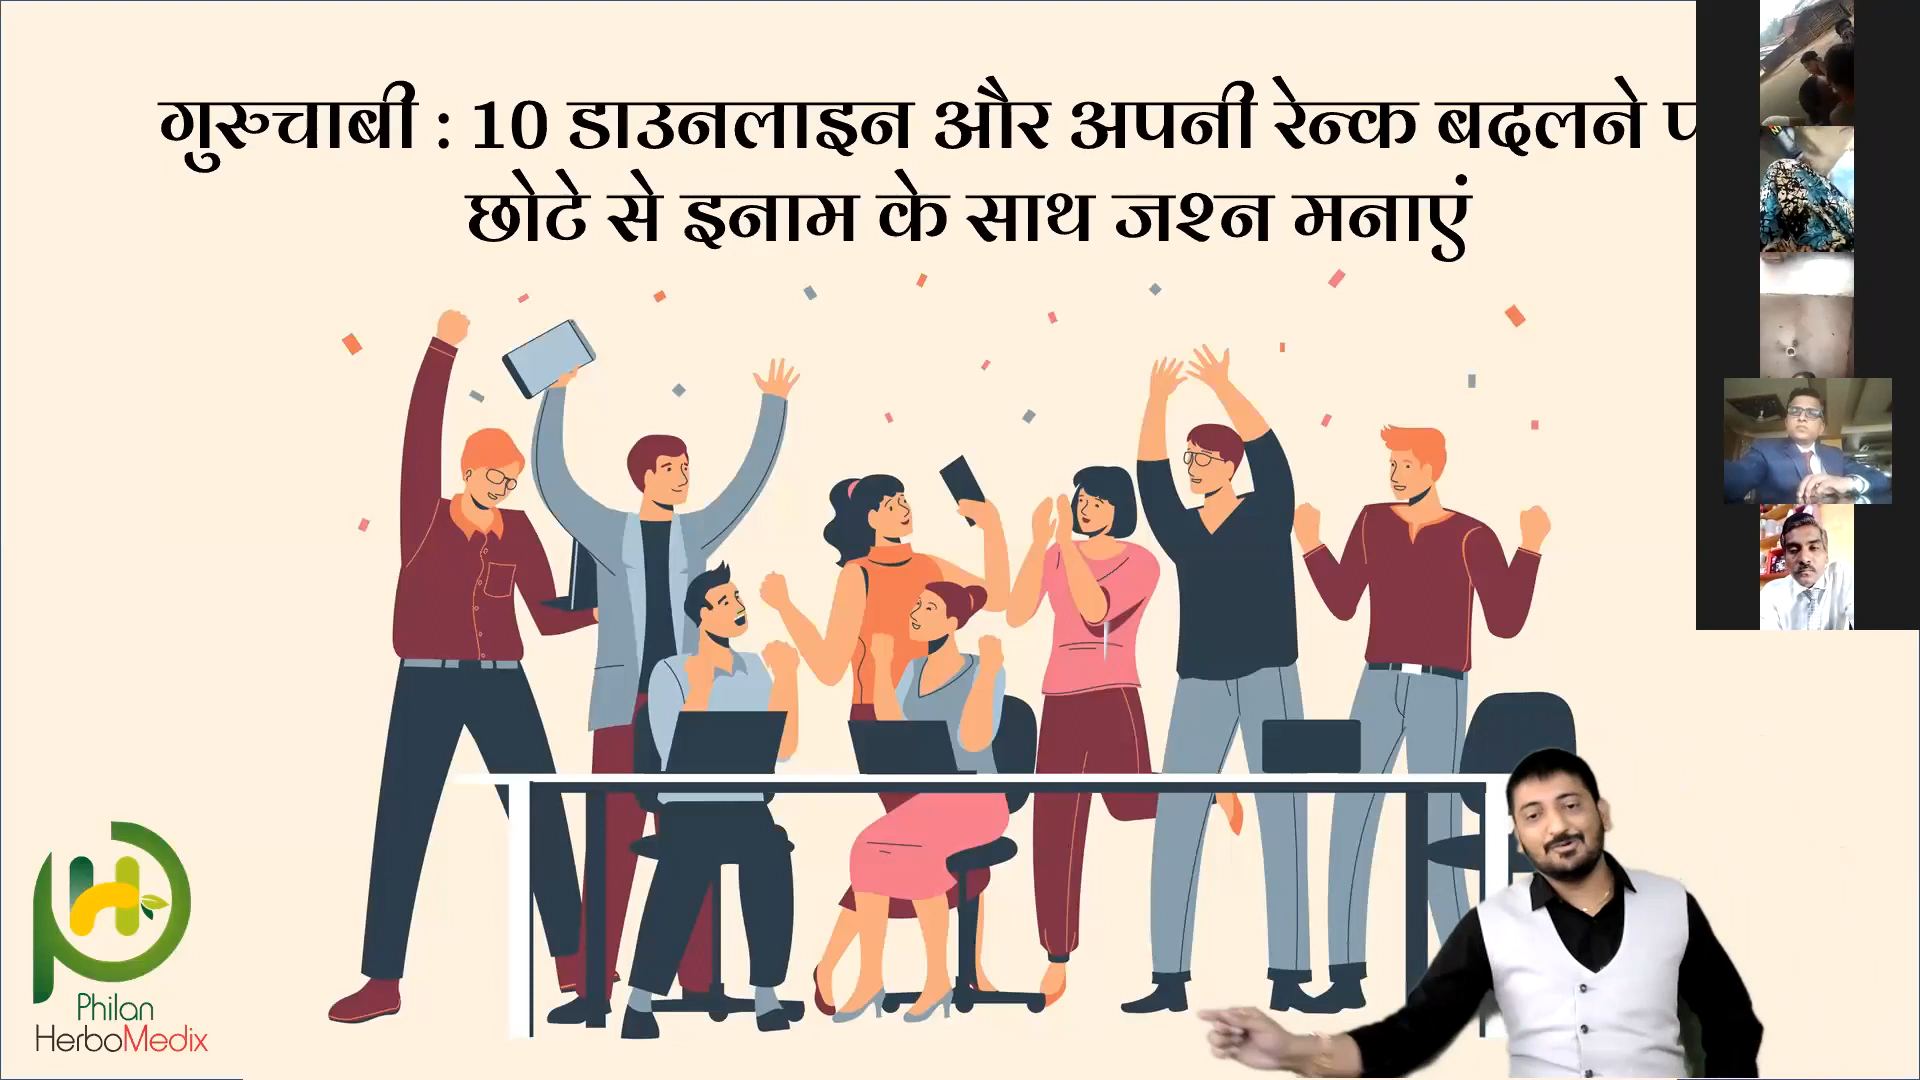 गुरुचाबी : 10 डाउनलाइन और अपनी रेन्क बदलने
छोटे से इनाम के साथ जश्न मनाएं
Philan
HerboMedix